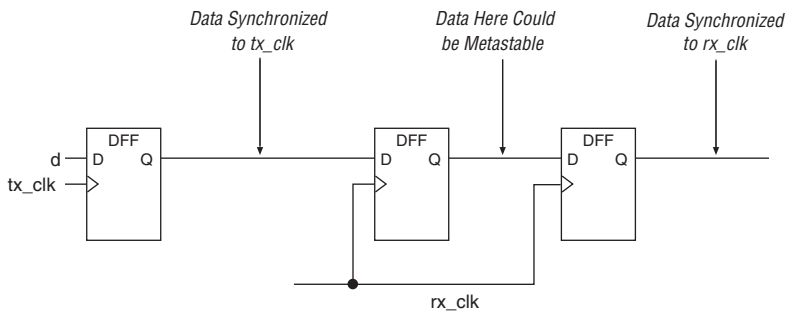 Data Synchronized
to tx_clk
Data Here Could
be Metastable
Data Synchronized
to rx_clk
DFF
DFF
DFF
d
D
Q
D
Q
D
Q
tx_clk
rx_clk